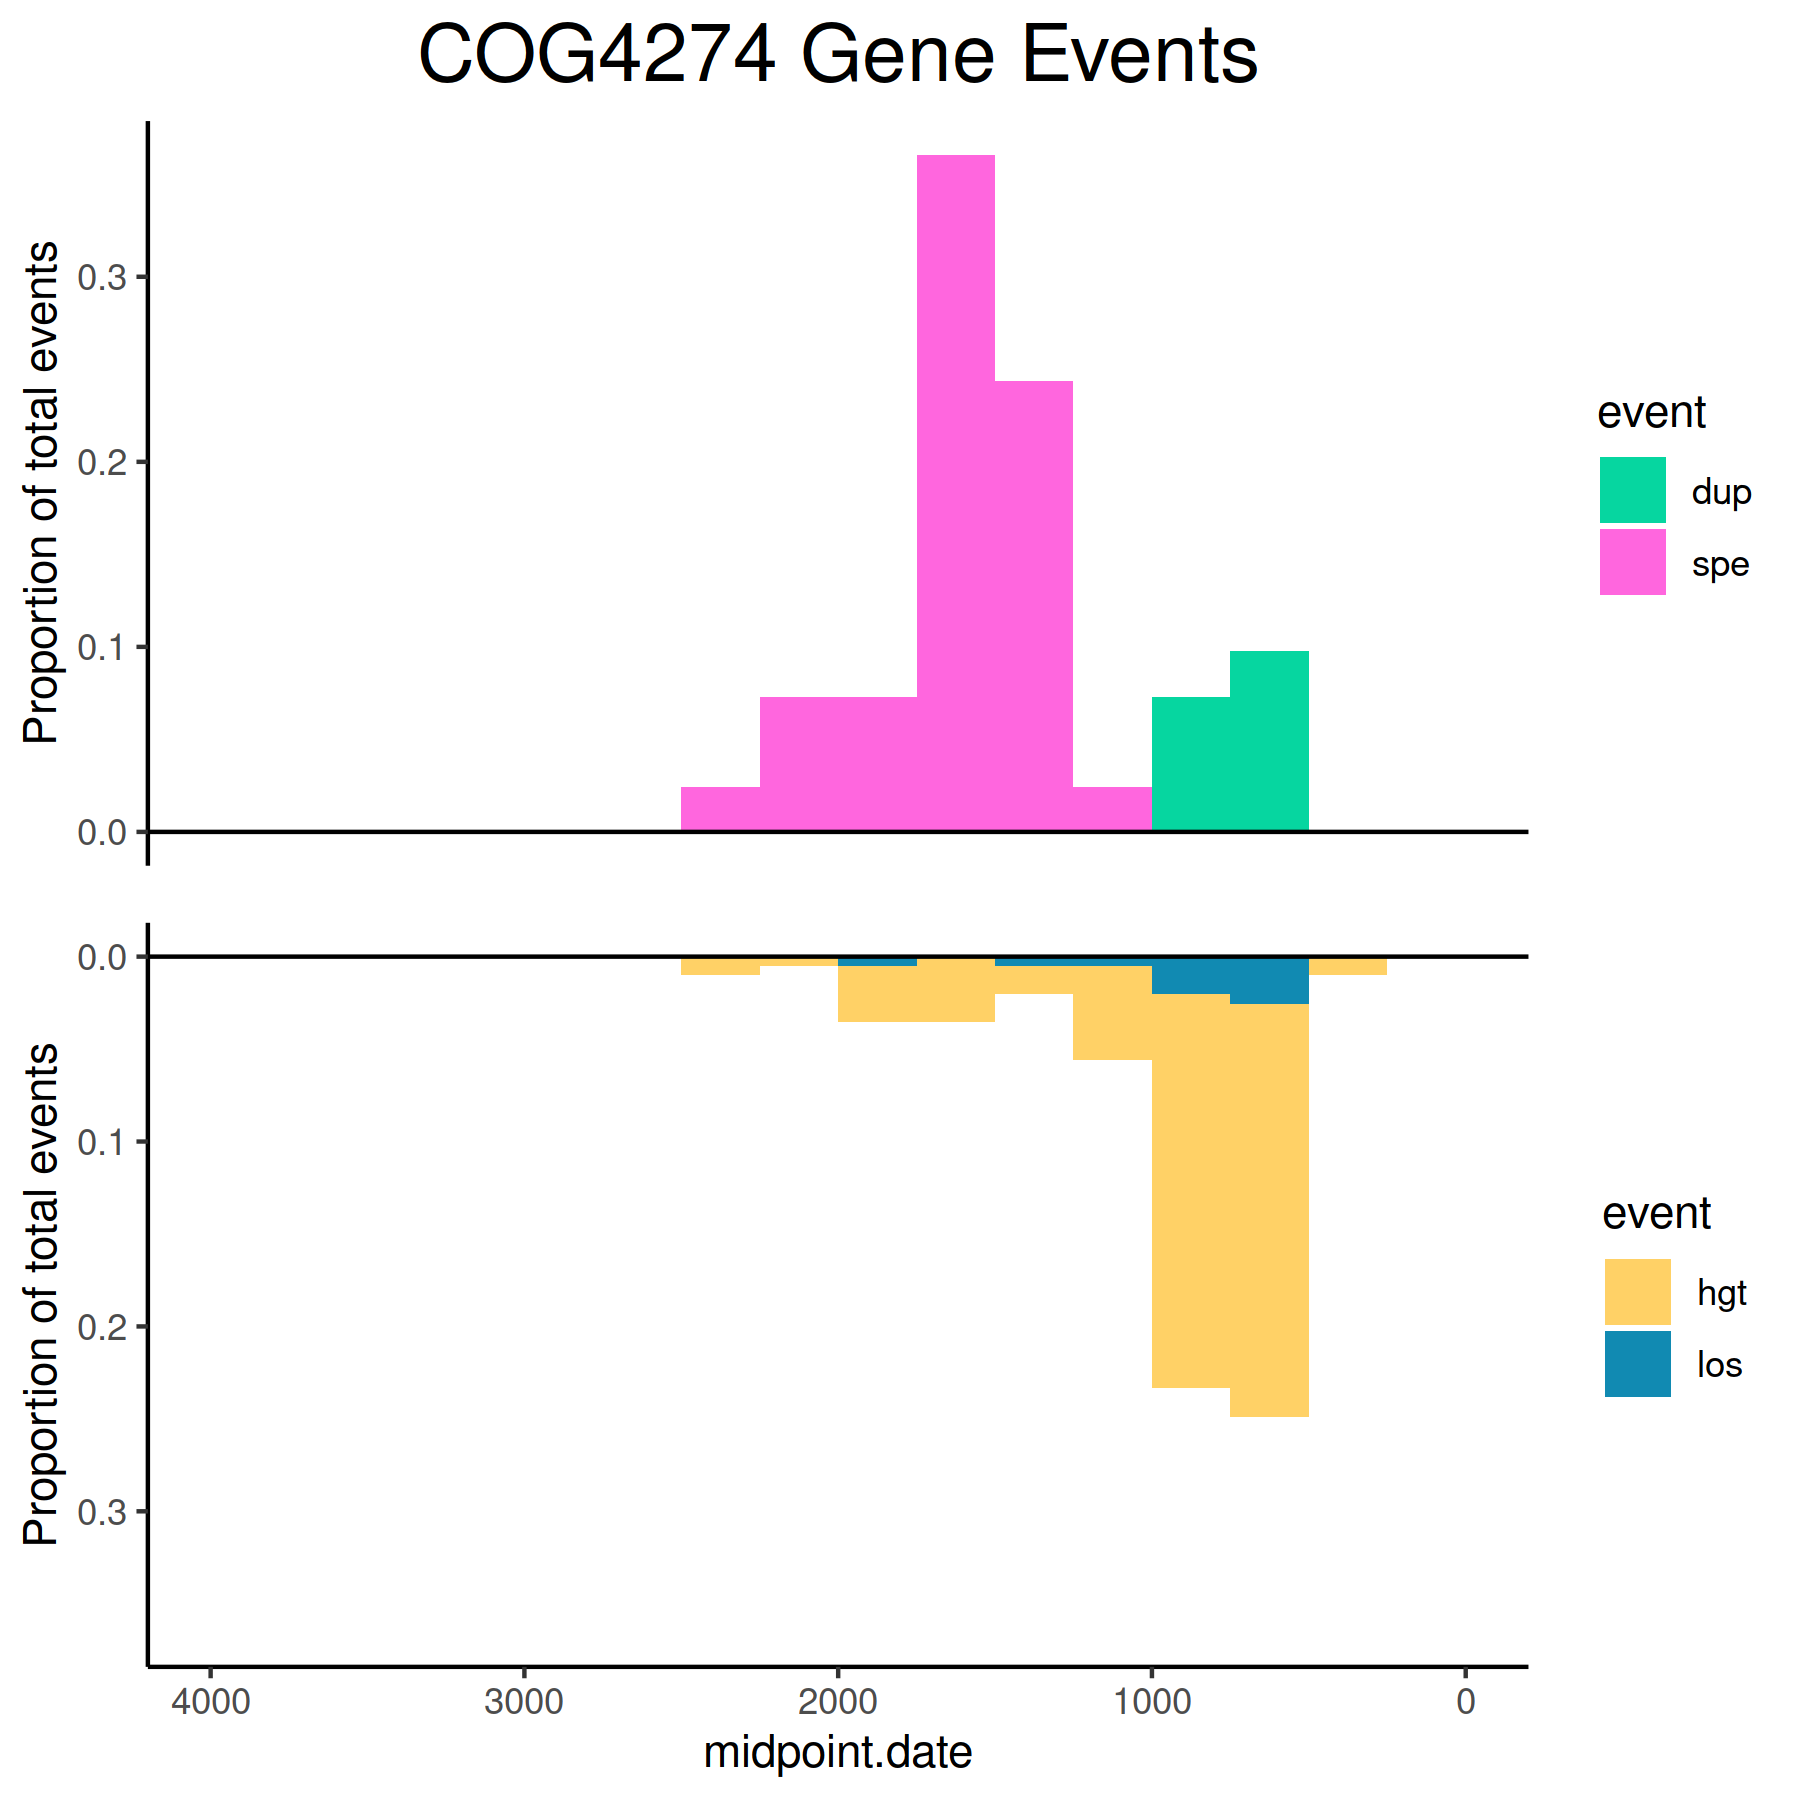 COG4274 Gene Events
Proportion of total events
0.3
0.2
0.1
0.0
event
dup
spe
Proportion of total events
0.0
0.1
0.2
0.3
event
hgt
los
4000 3000 2000 1000 0
midpoint.date